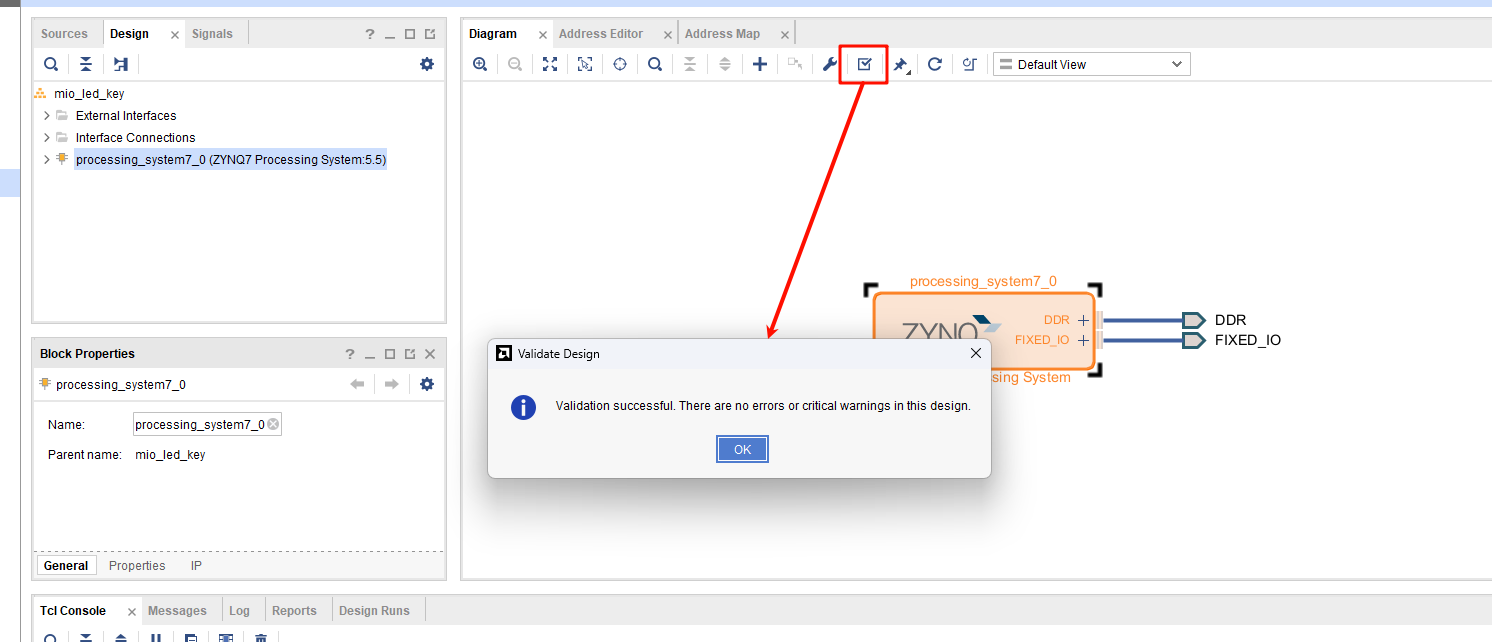 Sources
Design
Signals
mio_led_key
External Interfaces
Interface Connections
processing_system7_0 (ZYNQ7 Processing System:5.5)
Block Properties
processing_system7_0
Name:
processing_system7_0
Parent name:
mio_led_key
General
Properties
IP
Diagram
Address Editor
Address Map
Default View
processing_system7_0
ZYNQ
DDR
FIXED_IO
DDR
FIXED_IO
sing System
Validate Design
Validation successful. There are no errors or critical warnings in this design.
OK
Tcl Console
Messages
Log
Reports
Design Runs